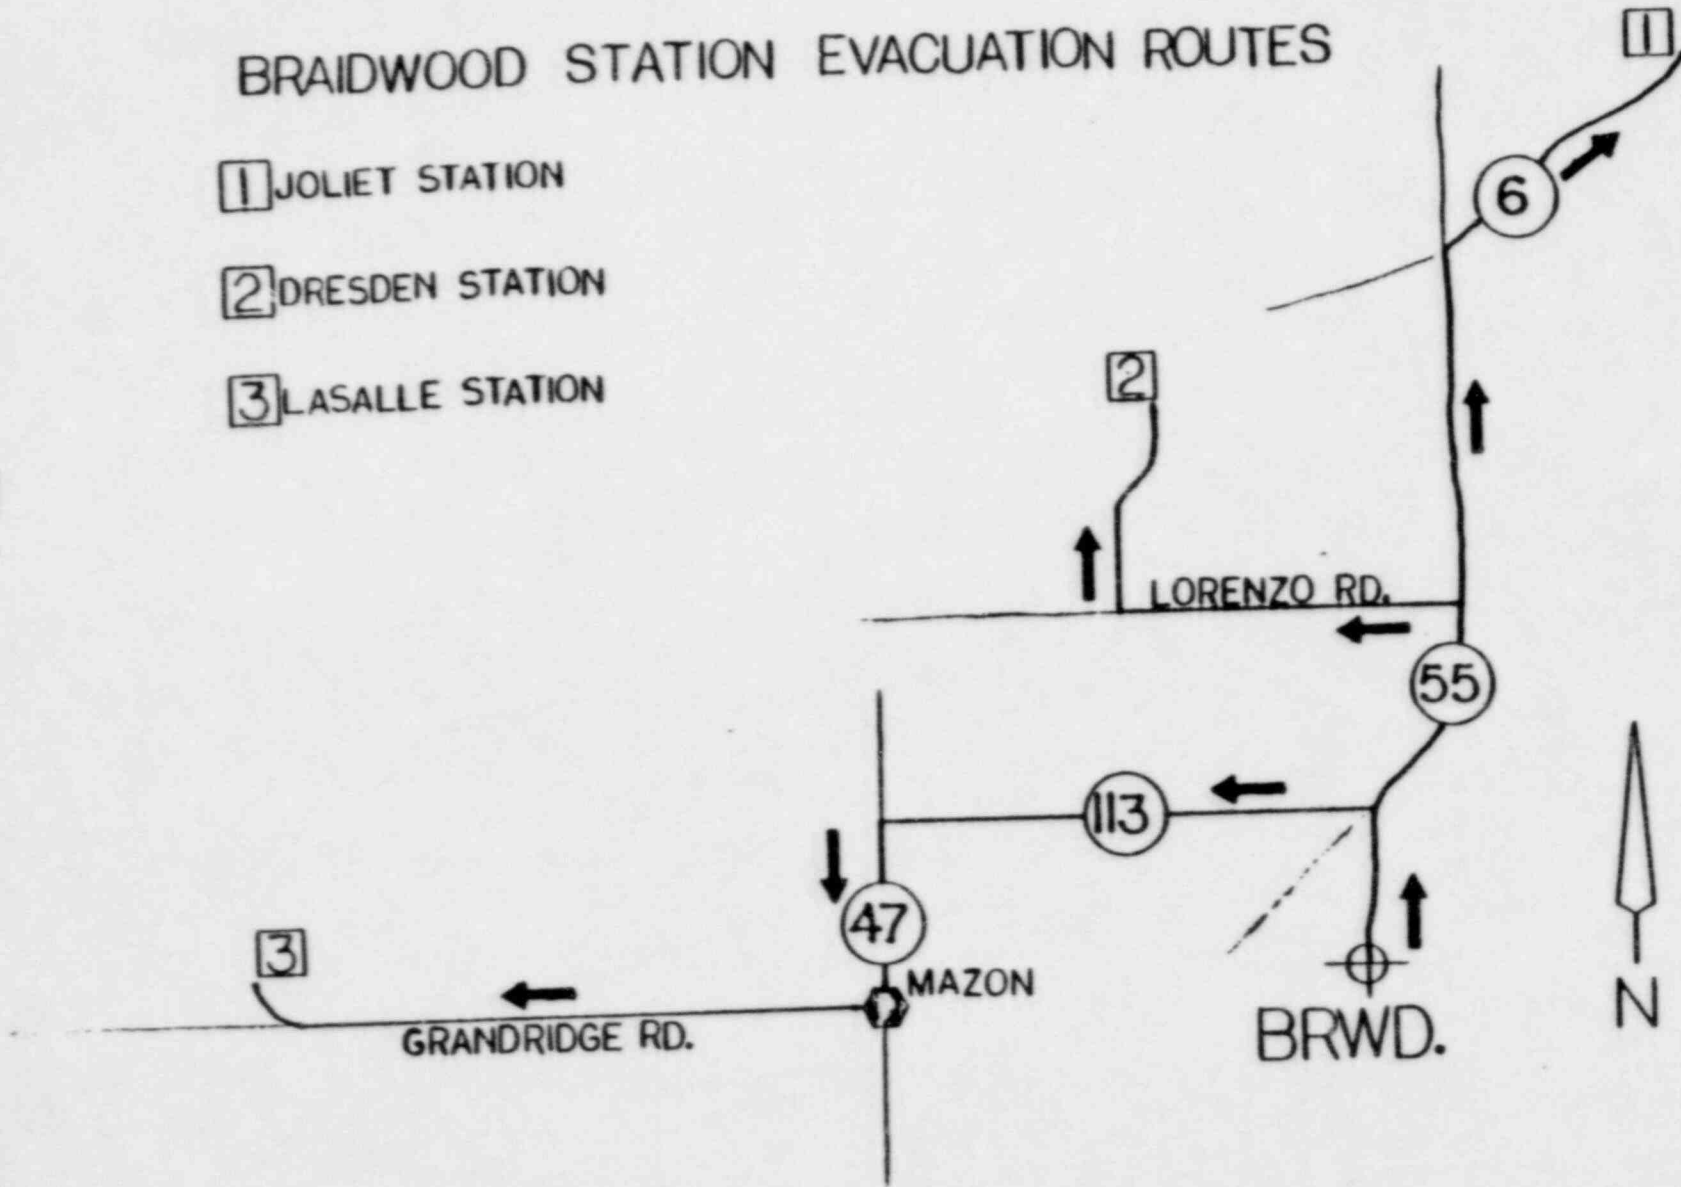 BRAIDWOOD STATION EVACUATION ROUTES
1
1 JOLIET STATION
6
2 DRESDEN STATION
2
3 LASALLE STATION
LORENZO RD.
55
113
47
3
MAZON
GRANDRIDGE RD.
BRWD.
N